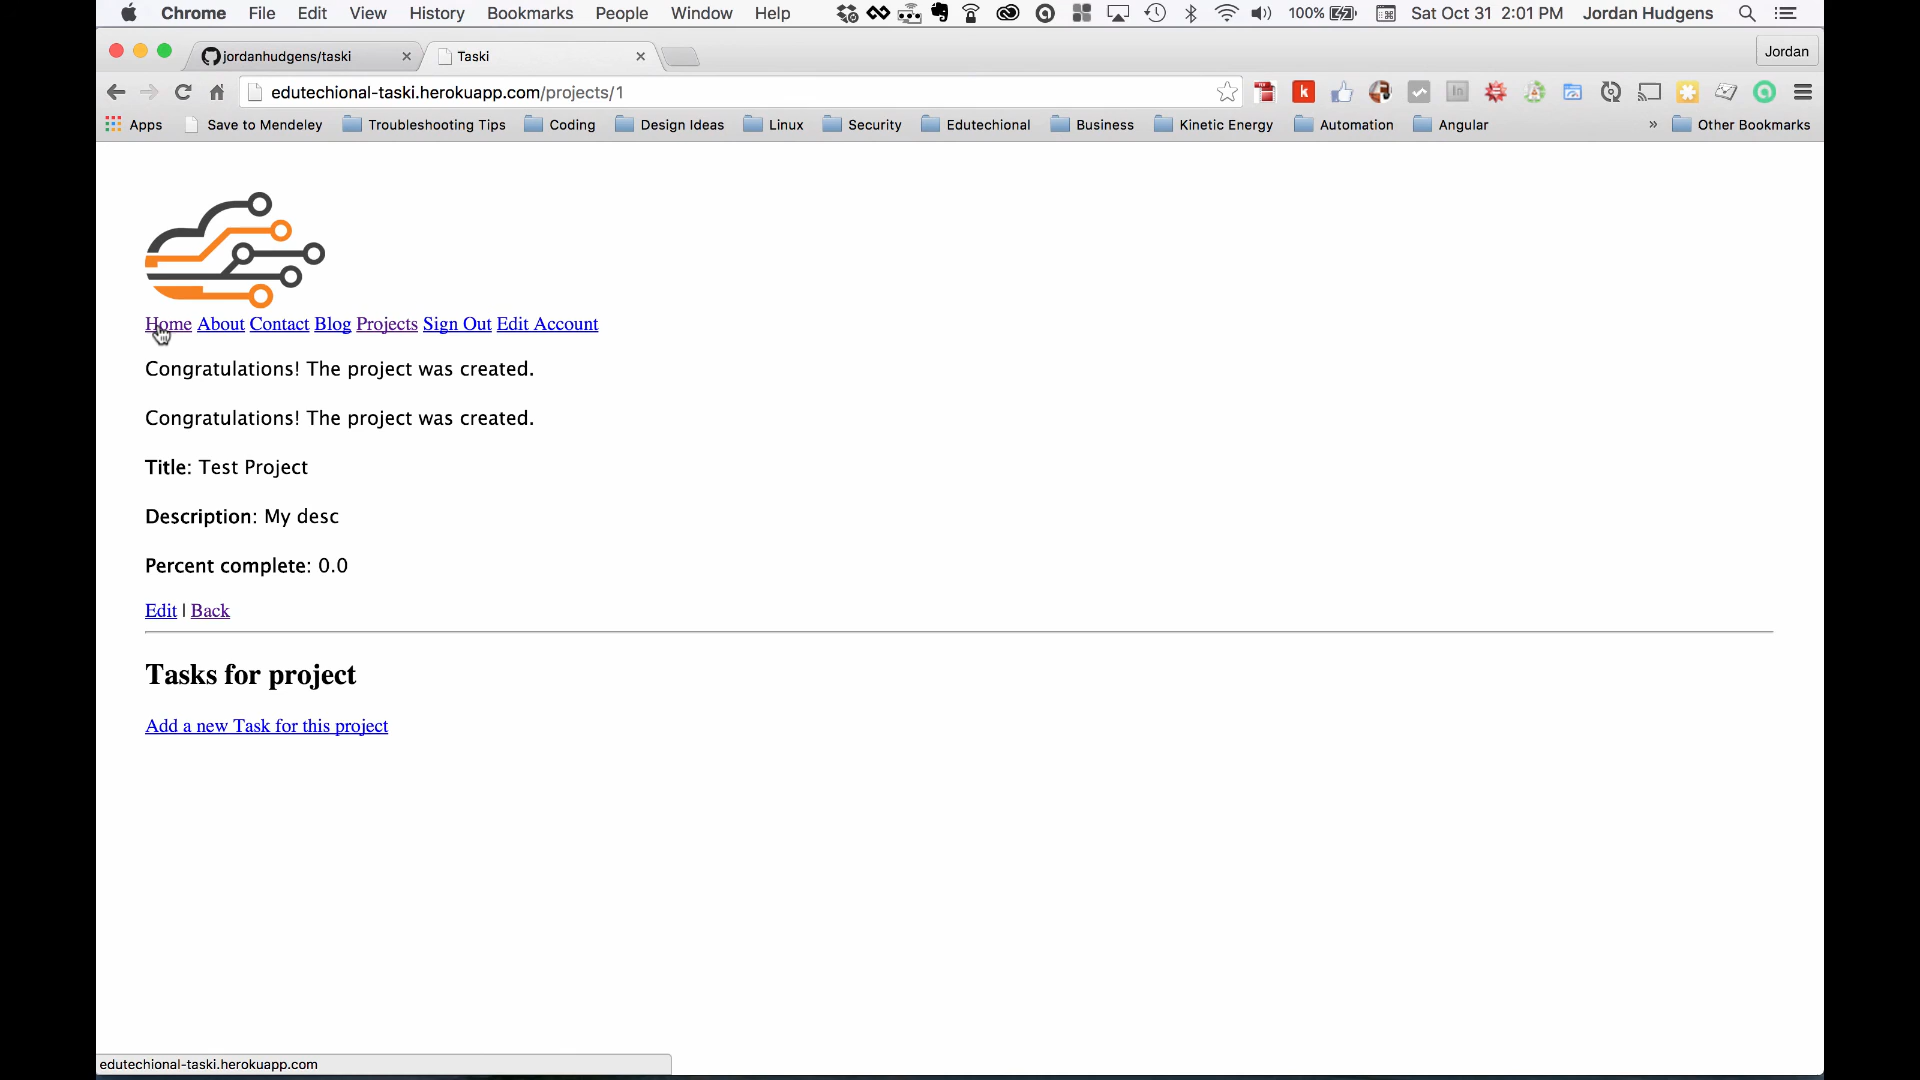 Chrome File Edit View History Bookmarks People Window Help 100% Sat Oct 31 2:01 PM Jordan Hudgens
jordanhudgens/taski Taski Jordan
edutechional-taski.herokuapp.com/projects/1
Apps Save to Mendeley Troubleshooting Tips Coding Design Ideas Linux Security Edutechional Business Kinetic Energy Automation Angular » Other Bookmarks
Home About Contact Blog Projects Sign Out Edit Account
Congratulations! The project was created.
Congratulations! The project was created.
Title: Test Project
Description: My desc
Percent complete: 0.0
Edit | Back
Tasks for project
Add a new Task for this project
edutechional-taski.herokuapp.com